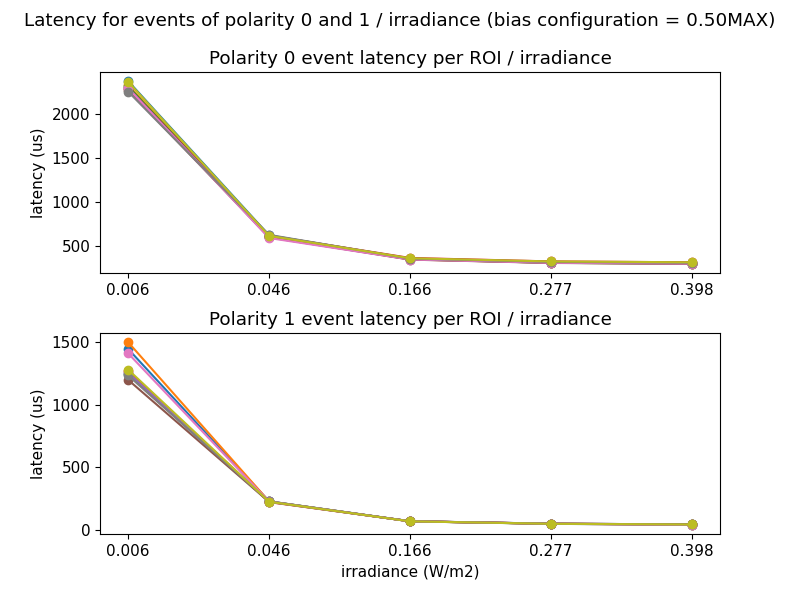 Latency for events of polarity 0 and 1 / irradiance (bias configuration = 0.50MAX)
Polarity 0 event latency per ROI / irradiance
latency (us)
2000
1500
1000
500
0.006 0.046 0.166 0.277 0.398
Polarity 1 event latency per ROI / irradiance
latency (us)
1500
1000
500
0
0.006 0.046 0.166 0.277 0.398
irradiance (W/m2)